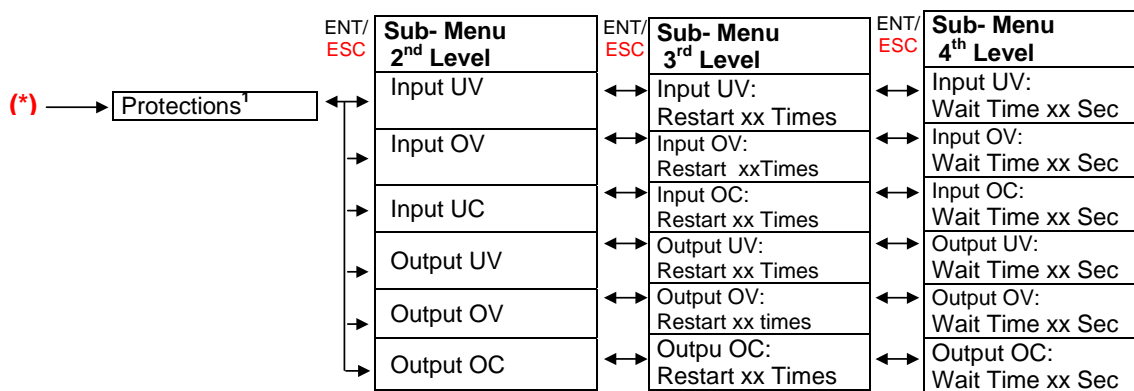 ENT/
ESC
Sub- Menu
2nd Level
ENT/
ESC
Sub- Menu
3rd Level
ENT/
ESC
Sub- Menu
4th Level
(*)
Protections1
Input UV
Input UV:
Restart xx Times
Input UV:
Wait Time xx Sec
Input OV
Input OV:
Restart xxTimes
Input OV:
Wait Time xx Sec
Input UC
Input OC:
Restart xx Times
Input OC:
Wait Time xx Sec
Output UV
Output UV:
Restart xx Times
Output UV:
Wait Time xx Sec
Output OV
Output OV:
Restart xx times
Output OV:
Wait Time xx Sec
Output OC
Outpu OC:
Restart xx Times
Output OC:
Wait Time xx Sec